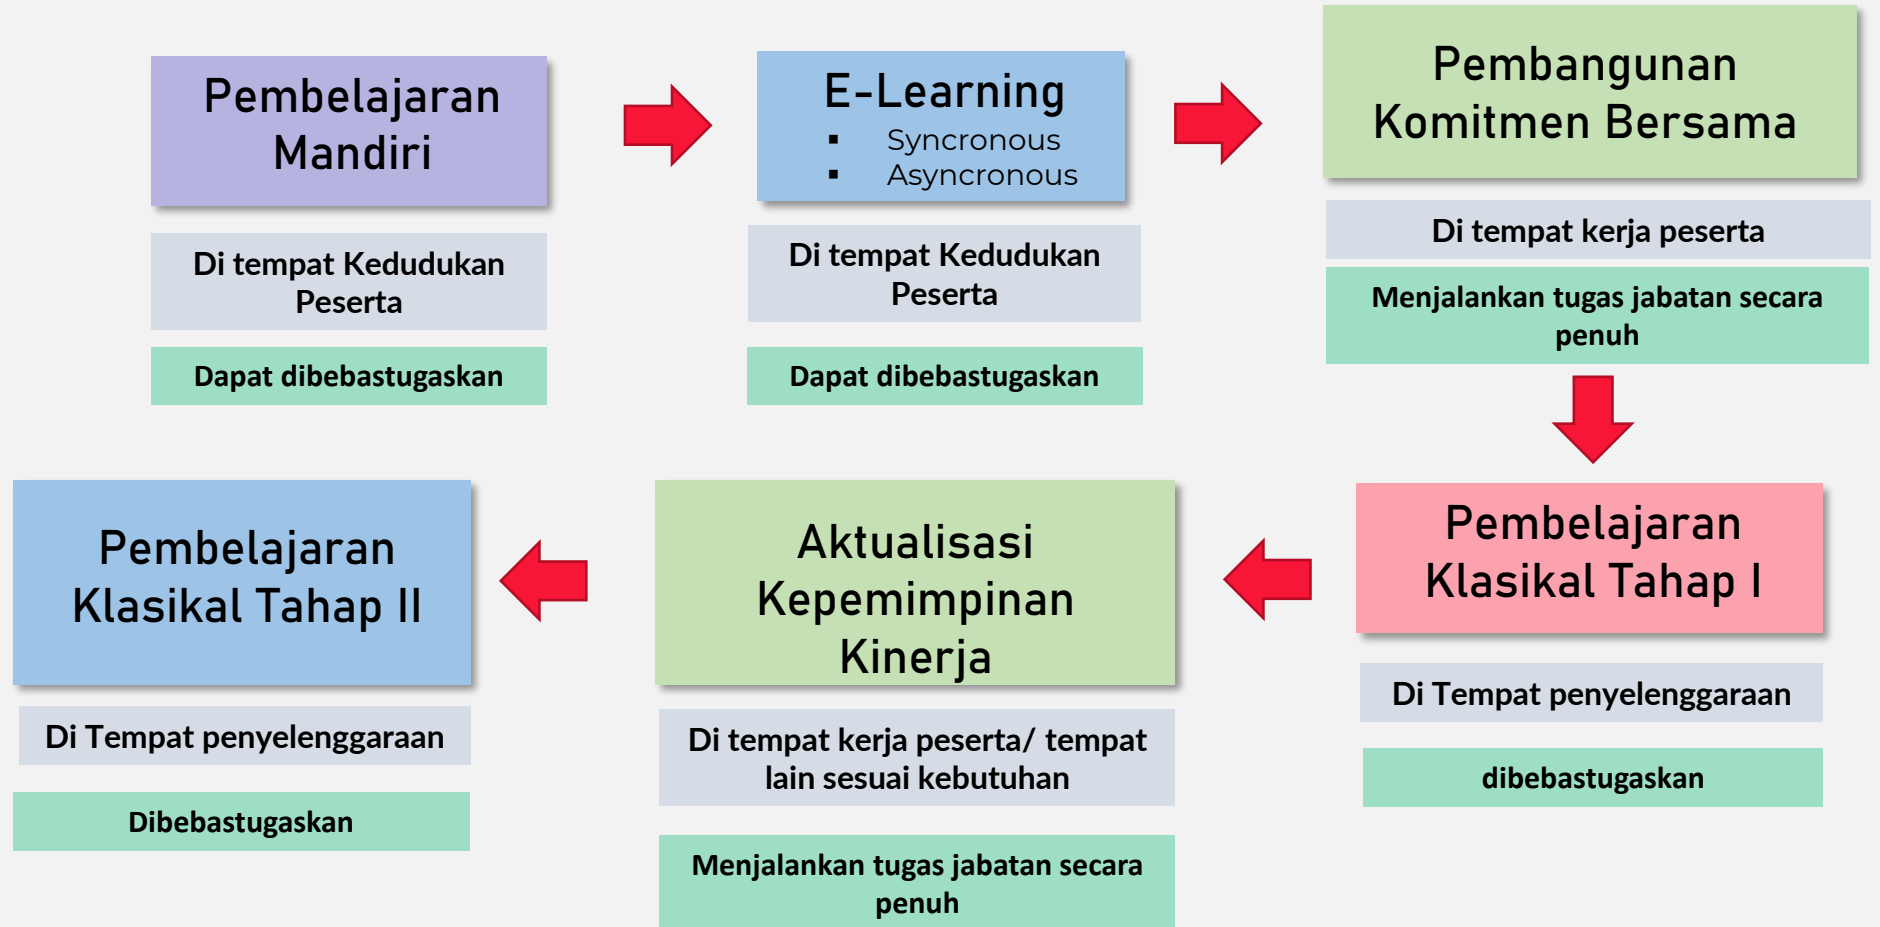 Pembelajaran
Mandiri
Di tempat Kedudukan
Peserta
Dapat dibebastugaskan
E-Learning
▪ Syncronous
▪ Asyncronous
Di tempat Kedudukan
Peserta
Dapat dibebastugaskan
Pembangunan
Komitmen Bersama
Di tempat kerja peserta
Menjalankan tugas jabatan secara
penuh
Pembelajaran
Klasikal Tahap I
Di Tempat penyelenggaraan
dibebastugaskan
Aktualisasi
Kepemimpinan
Kinerja
Di tempat kerja peserta/ tempat
lain sesuai kebutuhan
Menjalankan tugas jabatan secara
penuh
Pembelajaran
Klasikal Tahap II
Di Tempat penyelenggaraan
Dibebastugaskan